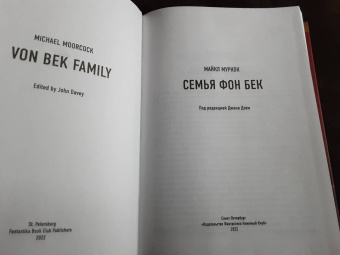 MICHAEL MOORCOCK
VON BEK FAMILY
Edited by John Davey
St. Petersburg
Fantastika Book Club Publishers
2022
МАЙКЛ МУРКОК
СЕМЬЯ ФОН БЕК
Под редакцией Джона Дэви
Санкт-Петербург
«Издательство Фантастика Книжный Клуб»
2022